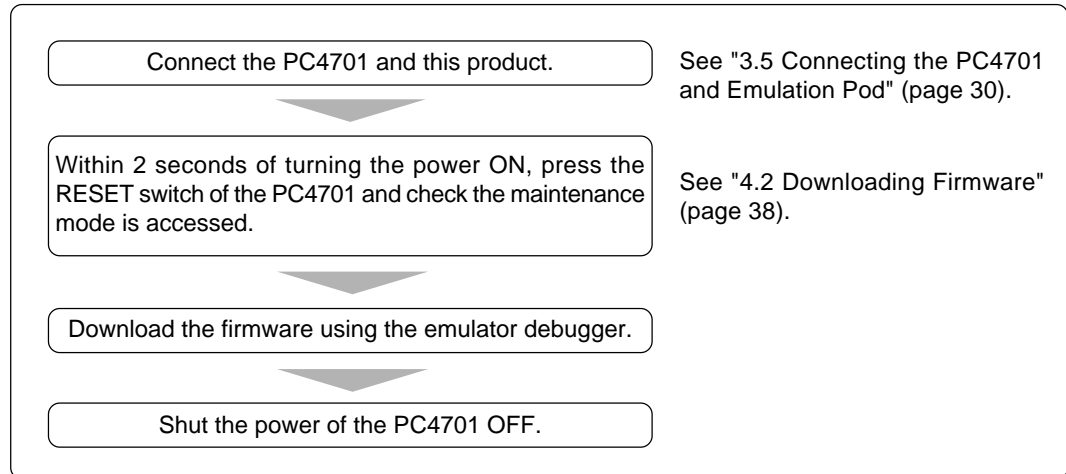 Connect the PC4701 and this product.
See "3.5 Connecting the PC4701
and Emulation Pod" (page 30).
Within 2 seconds of turning the power ON, press the
RESET switch of the PC4701 and check the maintenance
mode is accessed.
See "4.2 Downloading Firmware"
(page 38).
Download the firmware using the emulator debugger.
Shut the power of the PC4701 OFF.